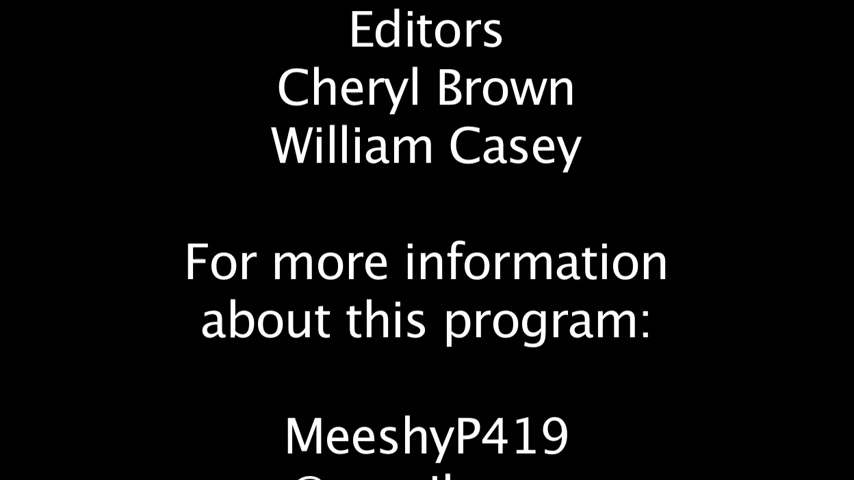 Editors
Cheryl Brown
William Casey
For more information
about this program:
MeeshyP419